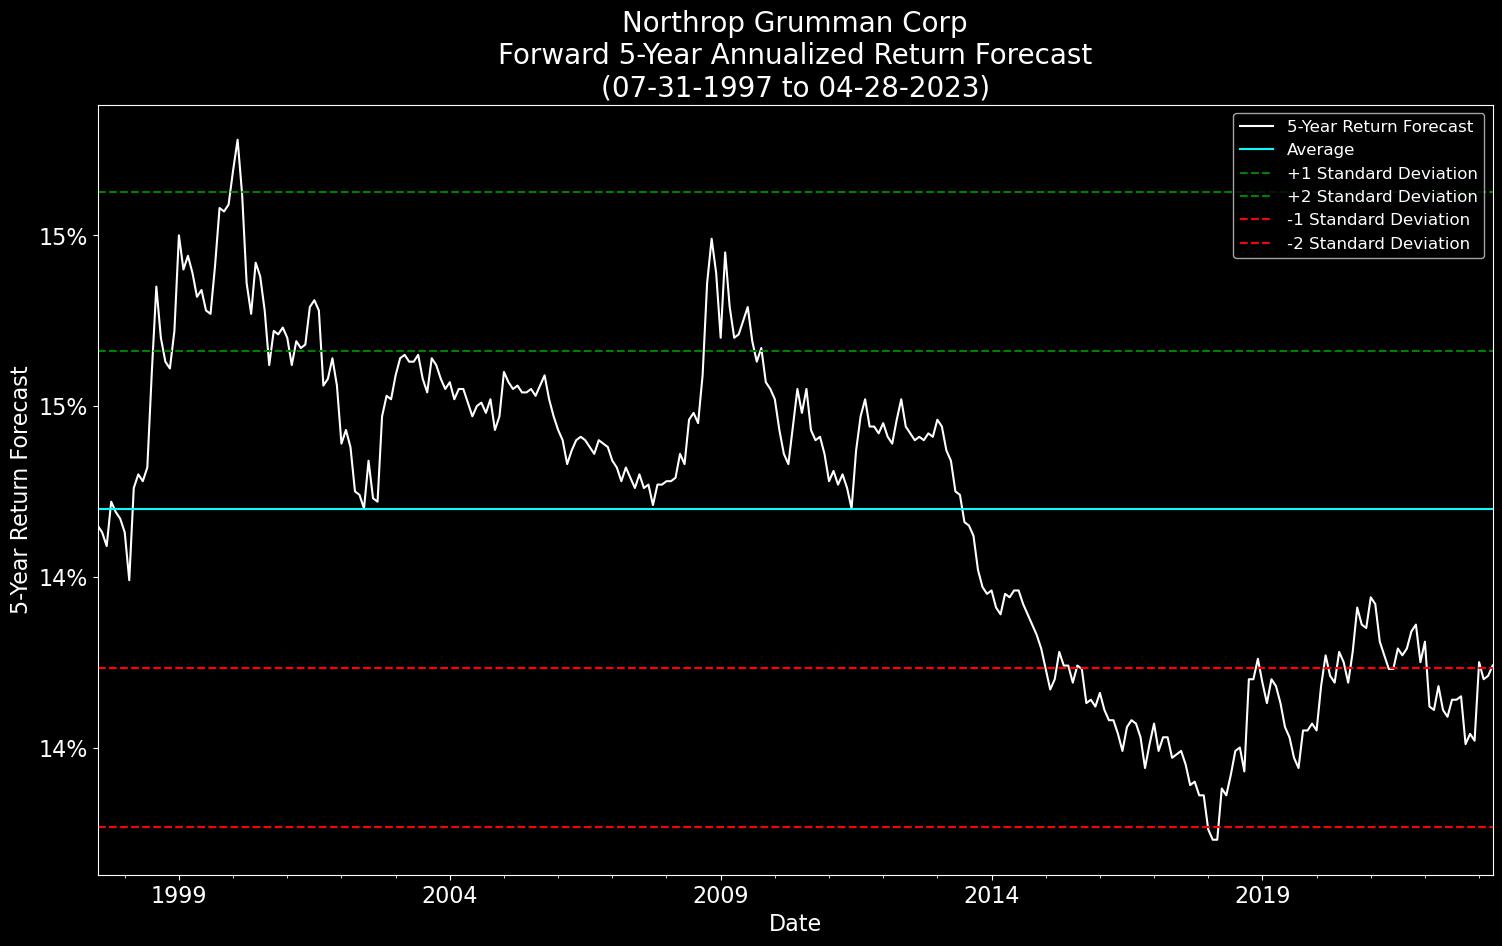 Northrop Grumman Corp
Forward 5-Year Annualized Return Forecast
(07-31-1997 to 04-28-2023)
5-Year Return Forecast
Average
+1 Standard Deviation
+2 Standard Deviation
-1 Standard Deviation
-2 Standard Deviation
5-Year Return Forecast
15%
15%
14%
14%
1999
2004
2009
2014
2019
Date